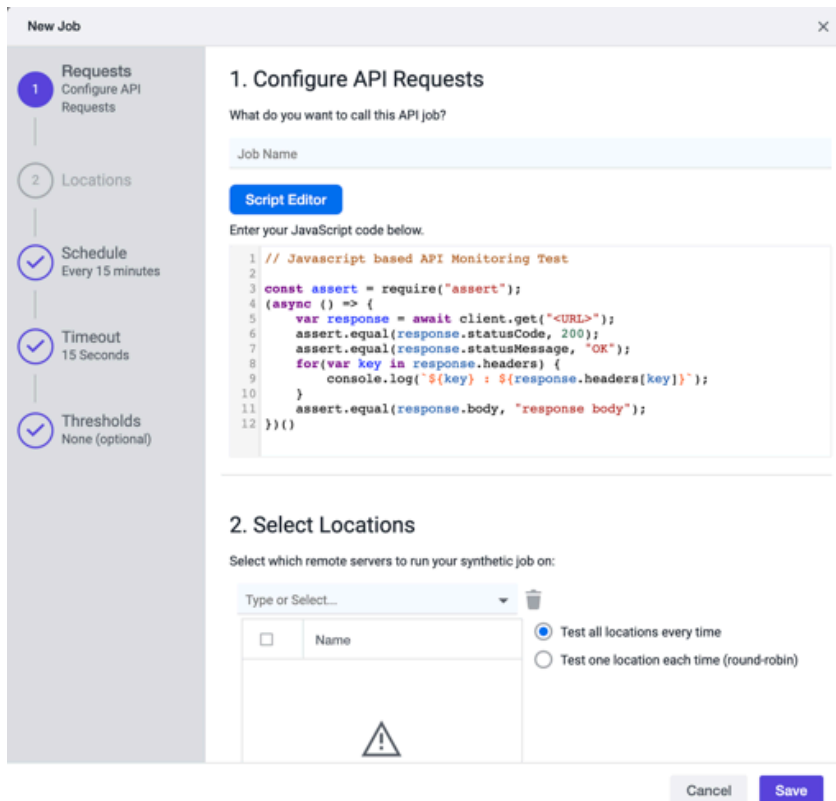 New Job
1
Requests
Configure API
Requests
2
Locations
Schedule
Every 15 minutes
Timeout
15 Seconds
Thresholds
None (optional)
1. Configure API Requests
What do you want to call this API job?
Job Name
Script Editor
Enter your JavaScript code below.
1 // Javascript based API Monitoring Test
2
3 const assert = require("assert");
4 (async () => {
5     var response = await client.get("<URL>");
6     assert.equal(response.statusCode, 200);
7     assert.equal(response.statusMessage, "OK");
8     for(var key in response.headers) {
9         console.log(`${key} : ${response.headers[key]}`);
10     }
11     assert.equal(response.body, "response body");
12 })()
2. Select Locations
Select which remote servers to run your synthetic job on:
Type or Select...
Name
Test all locations every time
Test one location each time (round-robin)
Cancel
Save